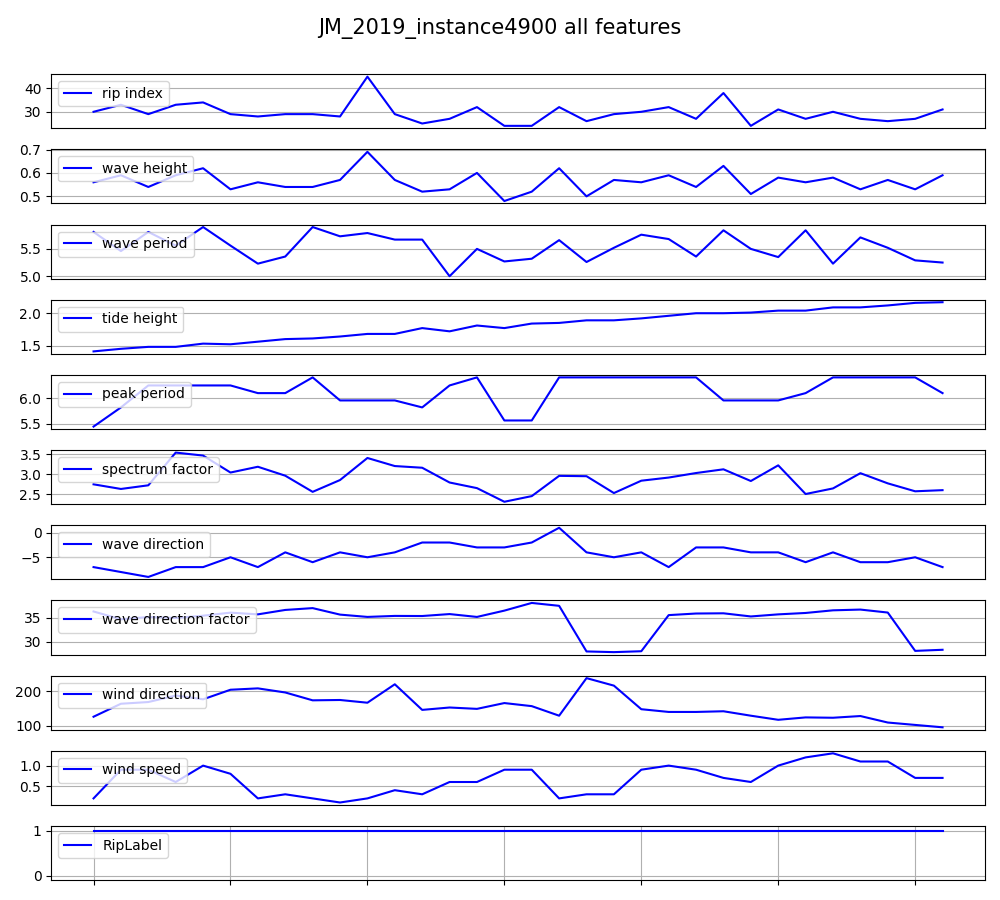 JM_2019_instance4900 all features
40
30
rip index
0.7
0.6
0.5
wave height
5.5
5.0
wave period
2.0
1.5
tide height
6.0
5.5
peak period
3.5
3.0
2.5
spectrum factor
0
−5
wave direction
35
30
wave direction factor
200
100
wind direction
1.0
0.5
wind speed
1
0
RipLabel